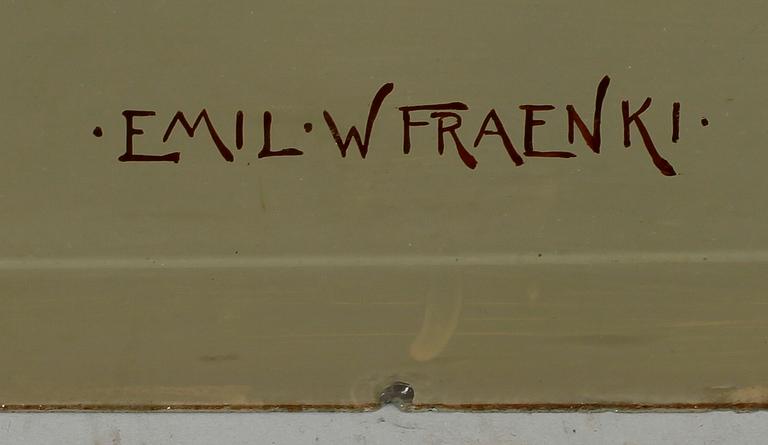 · EMIL · W FRAENKI ·